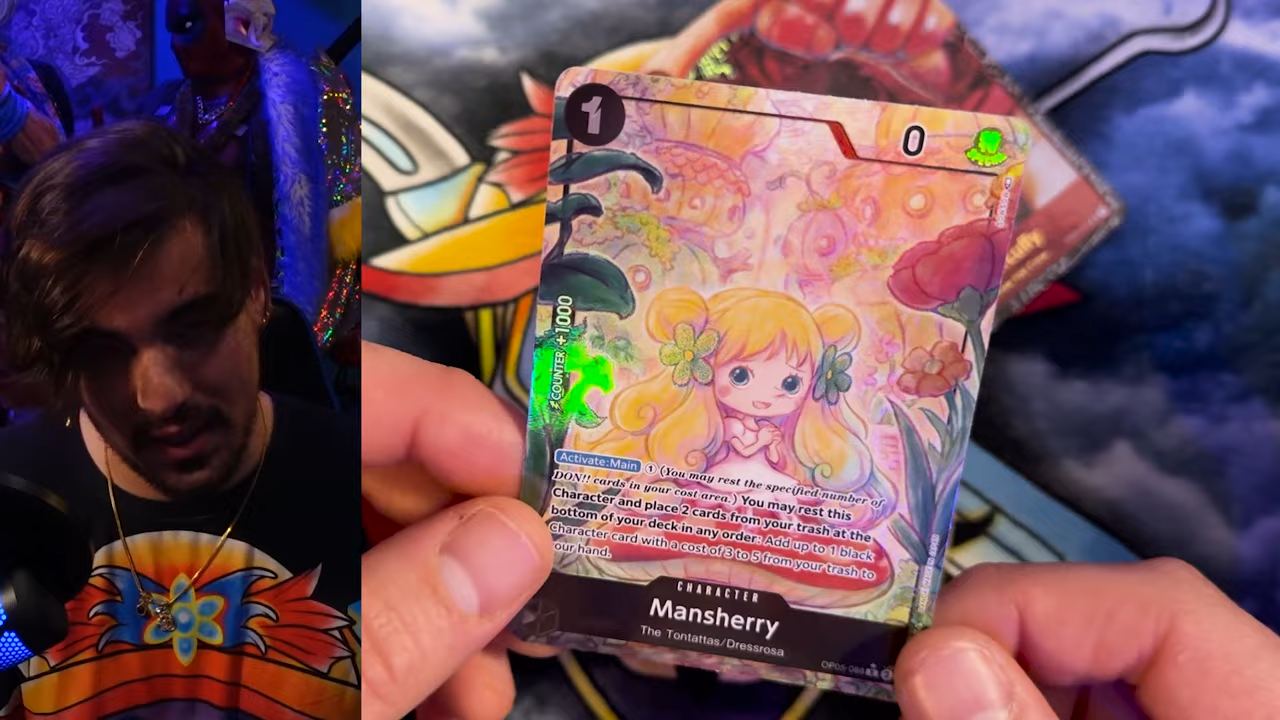 1
0
⚡COUNTER +1000
Activate:Main ① (You may rest the specified number of
DON!! cards in your cost area.) You may rest this
Character and place 2 cards from your trash at the
bottom of your deck in any order: Add up to 1 black
Character card with a cost of 3 to 5 from your trash to
your hand.
CHARACTER
Mansherry
The Tontattas/Dressrosa